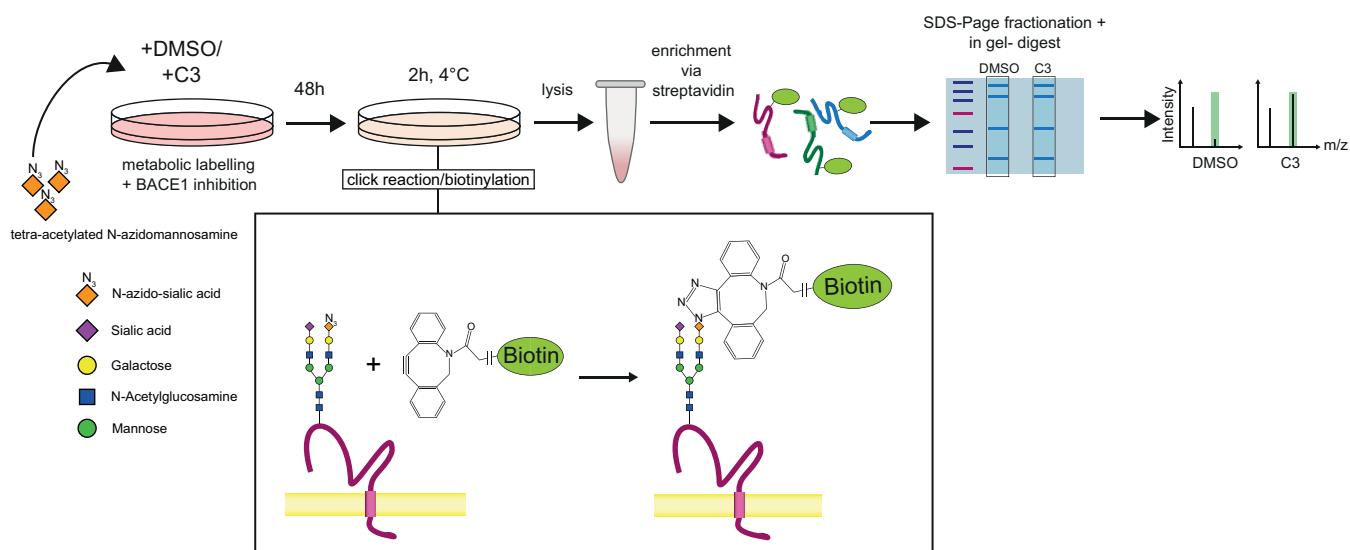 +DMSO/
+C3
48h
2h, 4°C
lysis
enrichment
via
streptavidin
SDS-Page fractionation +
in gel- digest
DMSO
C3
Intensity
DMSO
C3
m/z
metabolic labelling
+ BACE1 inhibition
click reaction/biotinylation
N3
N3
N3
tetra-acetylated N-azidomannosamine
N3
N-azido-sialic acid
Sialic acid
Galactose
N-Acetylglucosamine
Mannose
N3
+
O
N
Biotin
N
N
N
N
O
Biotin